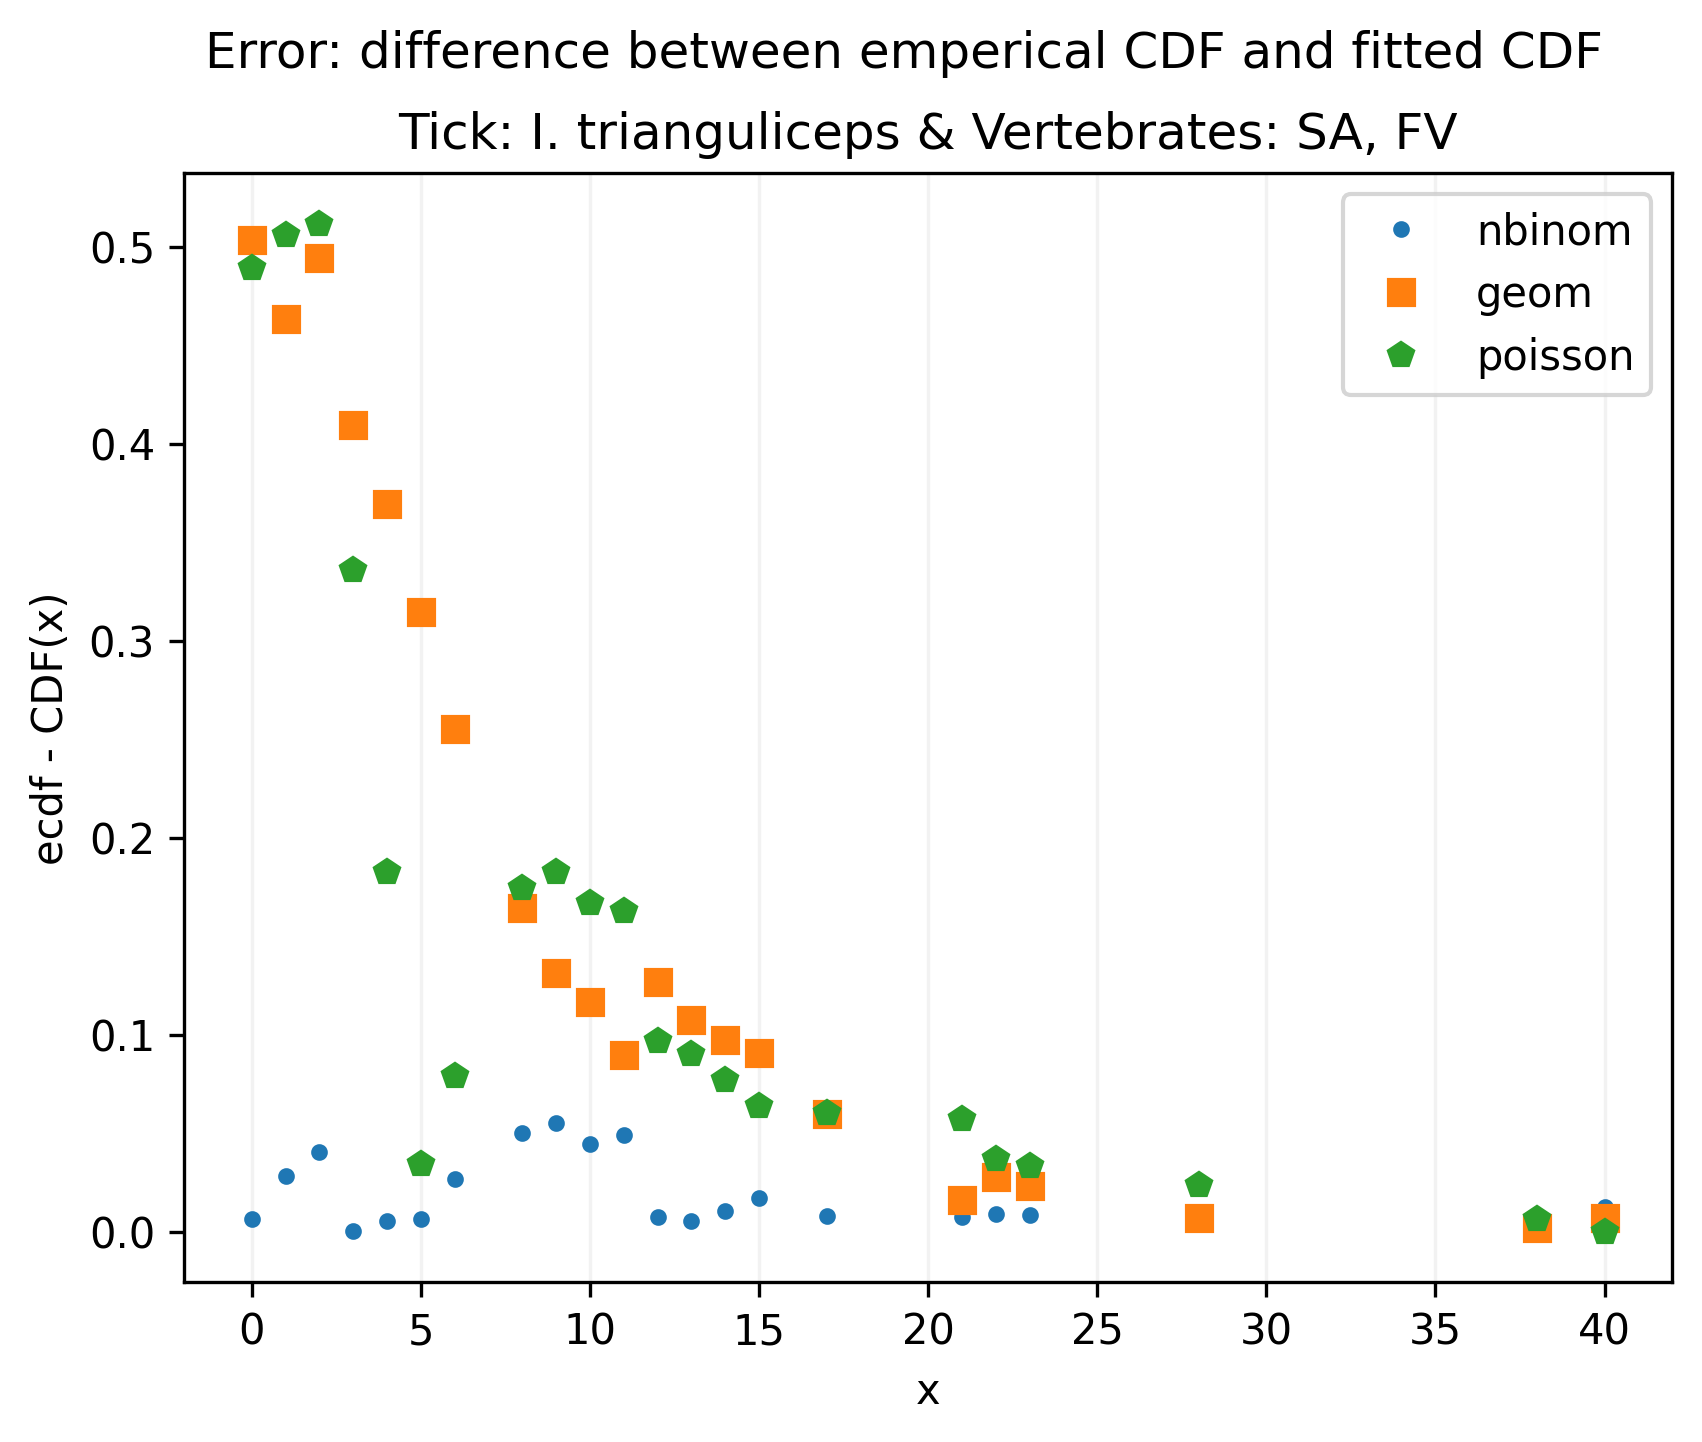 Error: difference between emperical CDF and fitted CDF
Tick: I. trianguliceps & Vertebrates: SA, FV
nbinom
geom
poisson
ecdf - CDF(x)
0.5
0.4
0.3
0.2
0.1
0.0
0 5 10 15 20 25 30 35 40
x